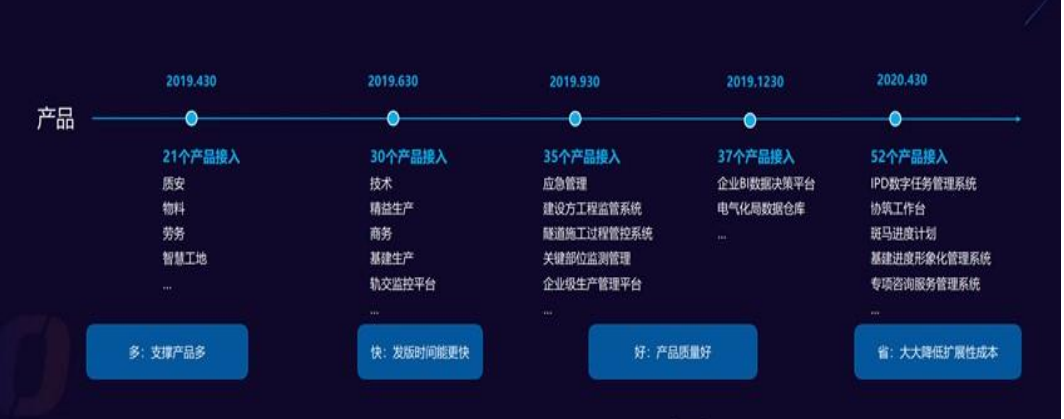 2019.430
2019.630
2019.930
2019.1230
2020.430
产品
21个产品接入
质安
物料
劳务
智慧工地
...
30个产品接入
技术
精益生产
商务
基建生产
轨交监控平台
...
35个产品接入
应急管理
建设方工程监管系统
隧道施工过程管控系统
关键部位监测管理
企业级生产管理平台
...
37个产品接入
企业BI数据决策平台
电气化局数据仓库
...
52个产品接入
IPD数字任务管理系统
协筑工作台
斑马进度计划
基建进度形象化管理系统
专项咨询服务管理系统
...
多：支撑产品多
快：发版时间能更快
好：产品质量好
省：大大降低扩展性成本